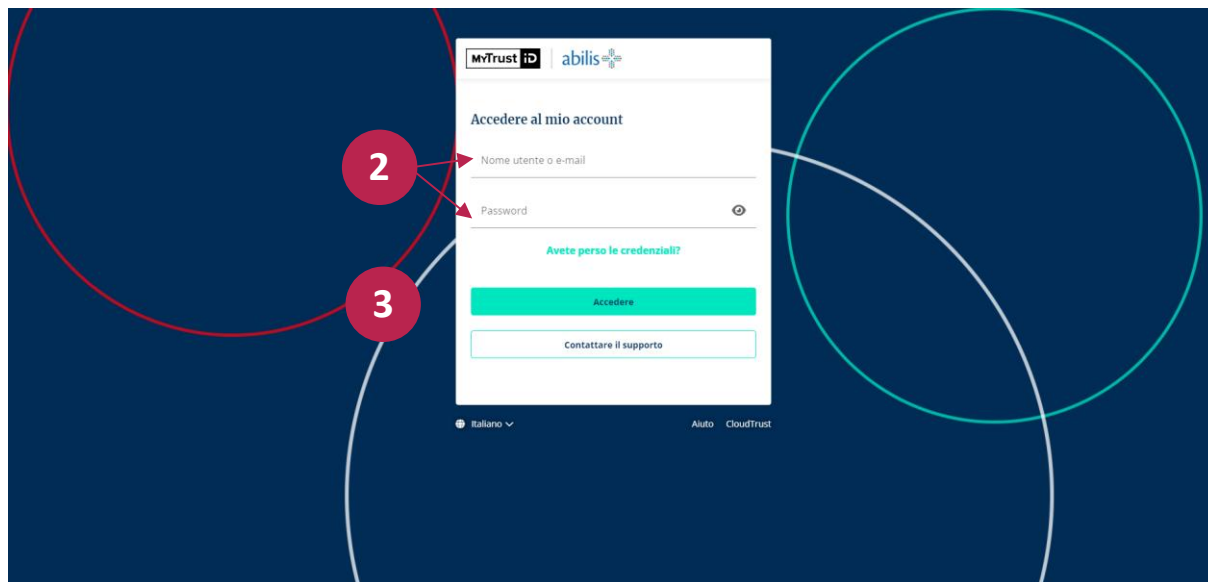 MYTrust iD abilis
Accedere al mio account
2
Nome utente o e-mail
Password
Avete perso le credenziali?
3
Accedere
Contattare il supporto
Italiano
Aiuto CloudTrust